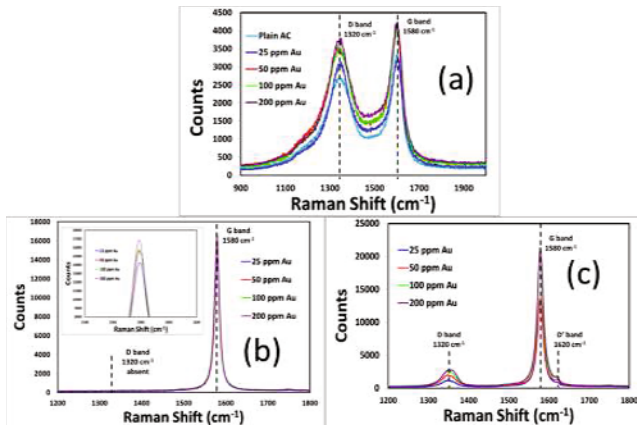 (a)
4500
4000
3500
3000
2500
2000
1500
1000
500
0
Counts
Plain AC
25 ppm Au
50 ppm Au
100 ppm Au
200 ppm Au
D band
1320 cm-1
G band
1580 cm-1
900 1100 1300 1500 1700 1900
Raman Shift (cm-1)
(b)
18000
16000
14000
12000
10000
8000
6000
4000
2000
0
Counts
Counts
Raman Shift (cm-1)
G band
1580 cm-1
25 ppm Au
50 ppm Au
100 ppm Au
200 ppm Au
D band
1320 cm-1
absent
1200 1300 1400 1500 1600 1700 1800
Raman Shift (cm-1)
(c)
25000
20000
15000
10000
5000
0
Counts
25 ppm Au
50 ppm Au
100 ppm Au
200 ppm Au
G band
1580 cm-1
D band
1320 cm-1
D' band
1620 cm-1
1200 1300 1400 1500 1600 1700 1800
Raman Shift (cm-1)